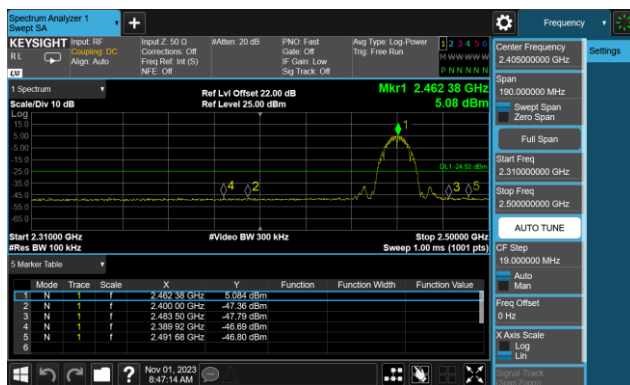 Spectrum Analyzer 1
Swept SA
+
Frequency
KEYSIGHT Input: RF Input Z: 50 Ω #Atten: 20 dB PNO: Fast Avg Type: Log-Power 1 2 3 4 5 6
RL Coupling: DC Corrections: Off Gate: Off Trig: Free Run M W W W W W
Align: Auto Freq Ref: Int (S) IF Gain: Low P N N N N N
NFE: Off Sig Track: Off
LXI
1 Spectrum
Ref Lvl Offset 22.00 dB Mkr1 2.462 38 GHz
Scale/Div 10 dB Ref Level 25.00 dBm 5.08 dBm
Log
15.0
5.00
-5.00
-15.0
-25.0
-35.0
-45.0
-55.0
-65.0
1
DL1 -24.92 dBm
4 2 3 5
Start 2.31000 GHz #Video BW 300 kHz Stop 2.50000 GHz
#Res BW 100 kHz Sweep 1.00 ms (1001 pts)
5 Marker Table
Mode Trace Scale X Y Function Function Width Function Value
1 N 1 f 2.462 38 GHz 5.084 dBm
2 N 1 f 2.400 00 GHz -47.36 dBm
3 N 1 f 2.483 50 GHz -47.79 dBm
4 N 1 f 2.389 92 GHz -46.69 dBm
5 N 1 f 2.491 68 GHz -46.80 dBm
6
? Nov 01, 2023
8:47:14 AM
Center Frequency
2.405000000 GHz
Settings
Span
190.000000 MHz
Swept Span
Zero Span
Full Span
Start Freq
2.310000000 GHz
Stop Freq
2.500000000 GHz
AUTO TUNE
CF Step
19.000000 MHz
Auto
Man
Freq Offset
0 Hz
X Axis Scale
Log
Lin
Signal Track
(Span Zoom)